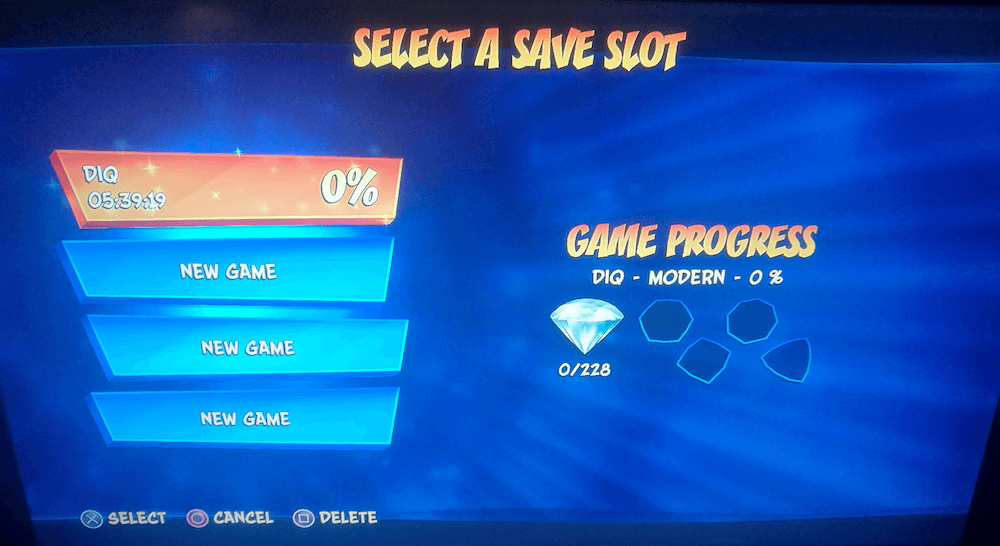 SELECT A SAVE SLOT
DIQ
05:39:19
0%
NEW GAME
NEW GAME
NEW GAME
GAME PROGRESS
DIQ - MODERN - 0 %
0/228
SELECT CANCEL DELETE